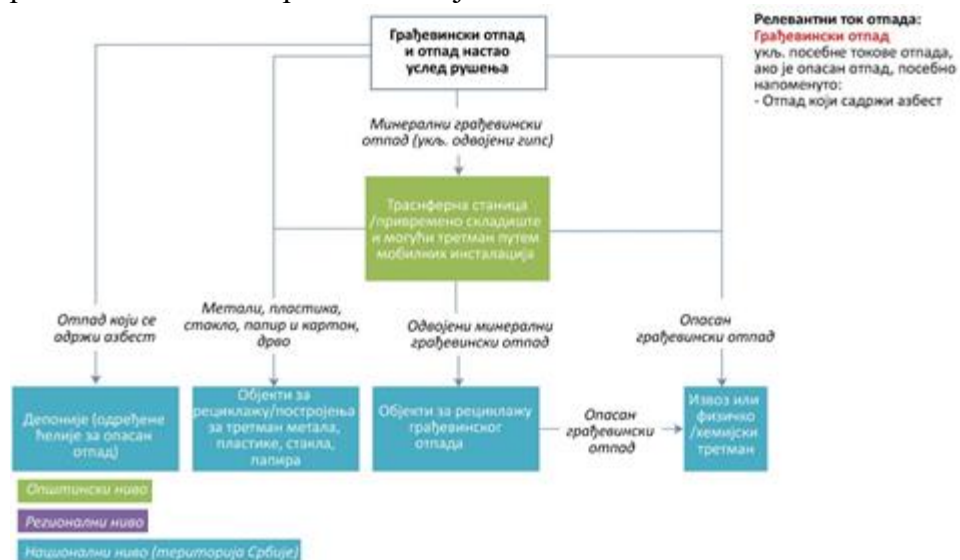 Грађевински отпад
и отпад настао
услед рушења
Релевантни ток отпада:
Грађевински отпад
укљ. посебне токове отпада,
ако је опасан отпад, посебно
напоменуто:
- Отпад који садржи азбест
Минерални грађевински
отпад (укљ. одвојени гипс)
Траснферна станица
/привремено складиште
и могући третман путем
мобилних инсталација
Отпад који се
адржи азбест
Метали, пластика,
стакло, папир и картон,
дрво
Одвојени минерални
грађевински отпад
Опасан
грађевински отпад
Депоније (одређене
ћелије за опасан
отпад)
Објекти за
рециклажу/постројења
за третман метала,
пластике, стакла,
папира
Објекти за рециклажу
грађевинског
отпада
Опасан
грађевински
отпад
Извоз или
физичко
/хемијски
третман
Општински ниво
Регионални ниво
Национални ниво (територија Србије)